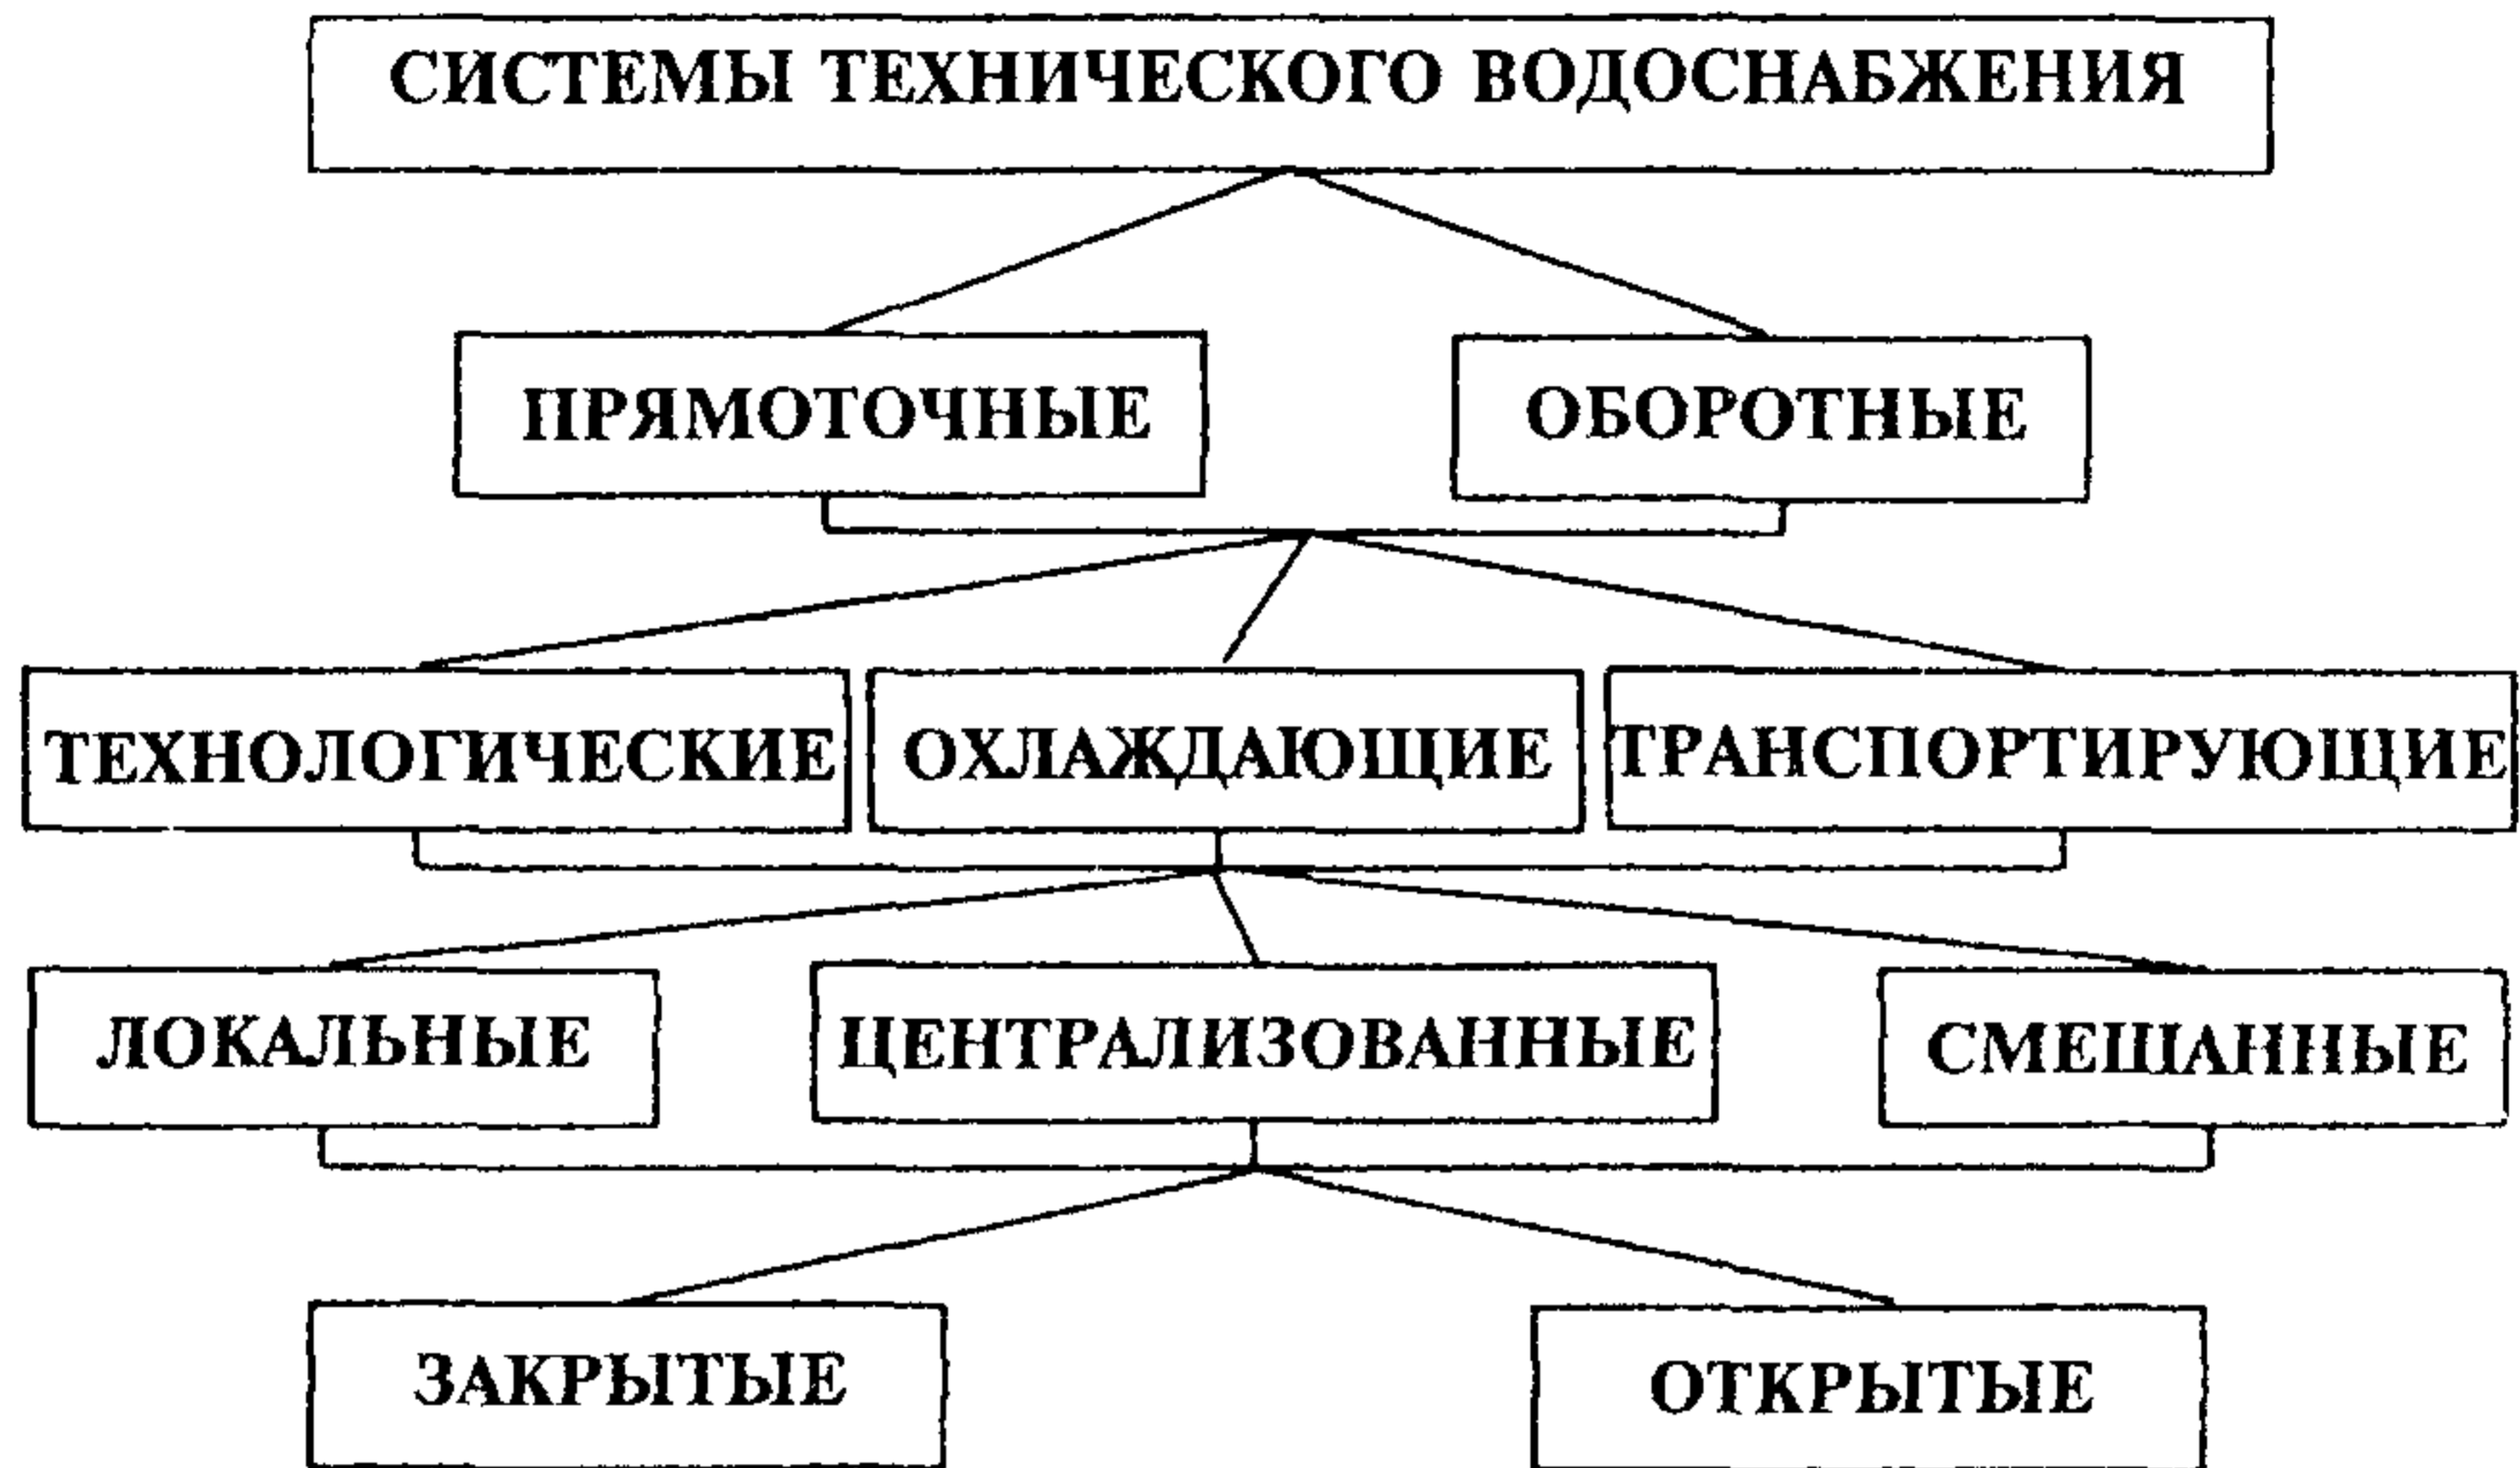 СИСТЕМЫ ТЕХНИЧЕСКОГО ВОДОСНАБЖЕНИЯ
ПРЯМОТОЧНЫЕ ОБОРОТНЫЕ
ТЕХНОЛОГИЧЕСКИЕ ОХЛАЖДАЮЩИЕ ТРАНСПОРТИРУЮЩИЕ
ЛОКАЛЬНЫЕ ЦЕНТРАЛИЗОВАННЫЕ СМЕШАННЫЕ
ЗАКРЫТЫЕ ОТКРЫТЫЕ